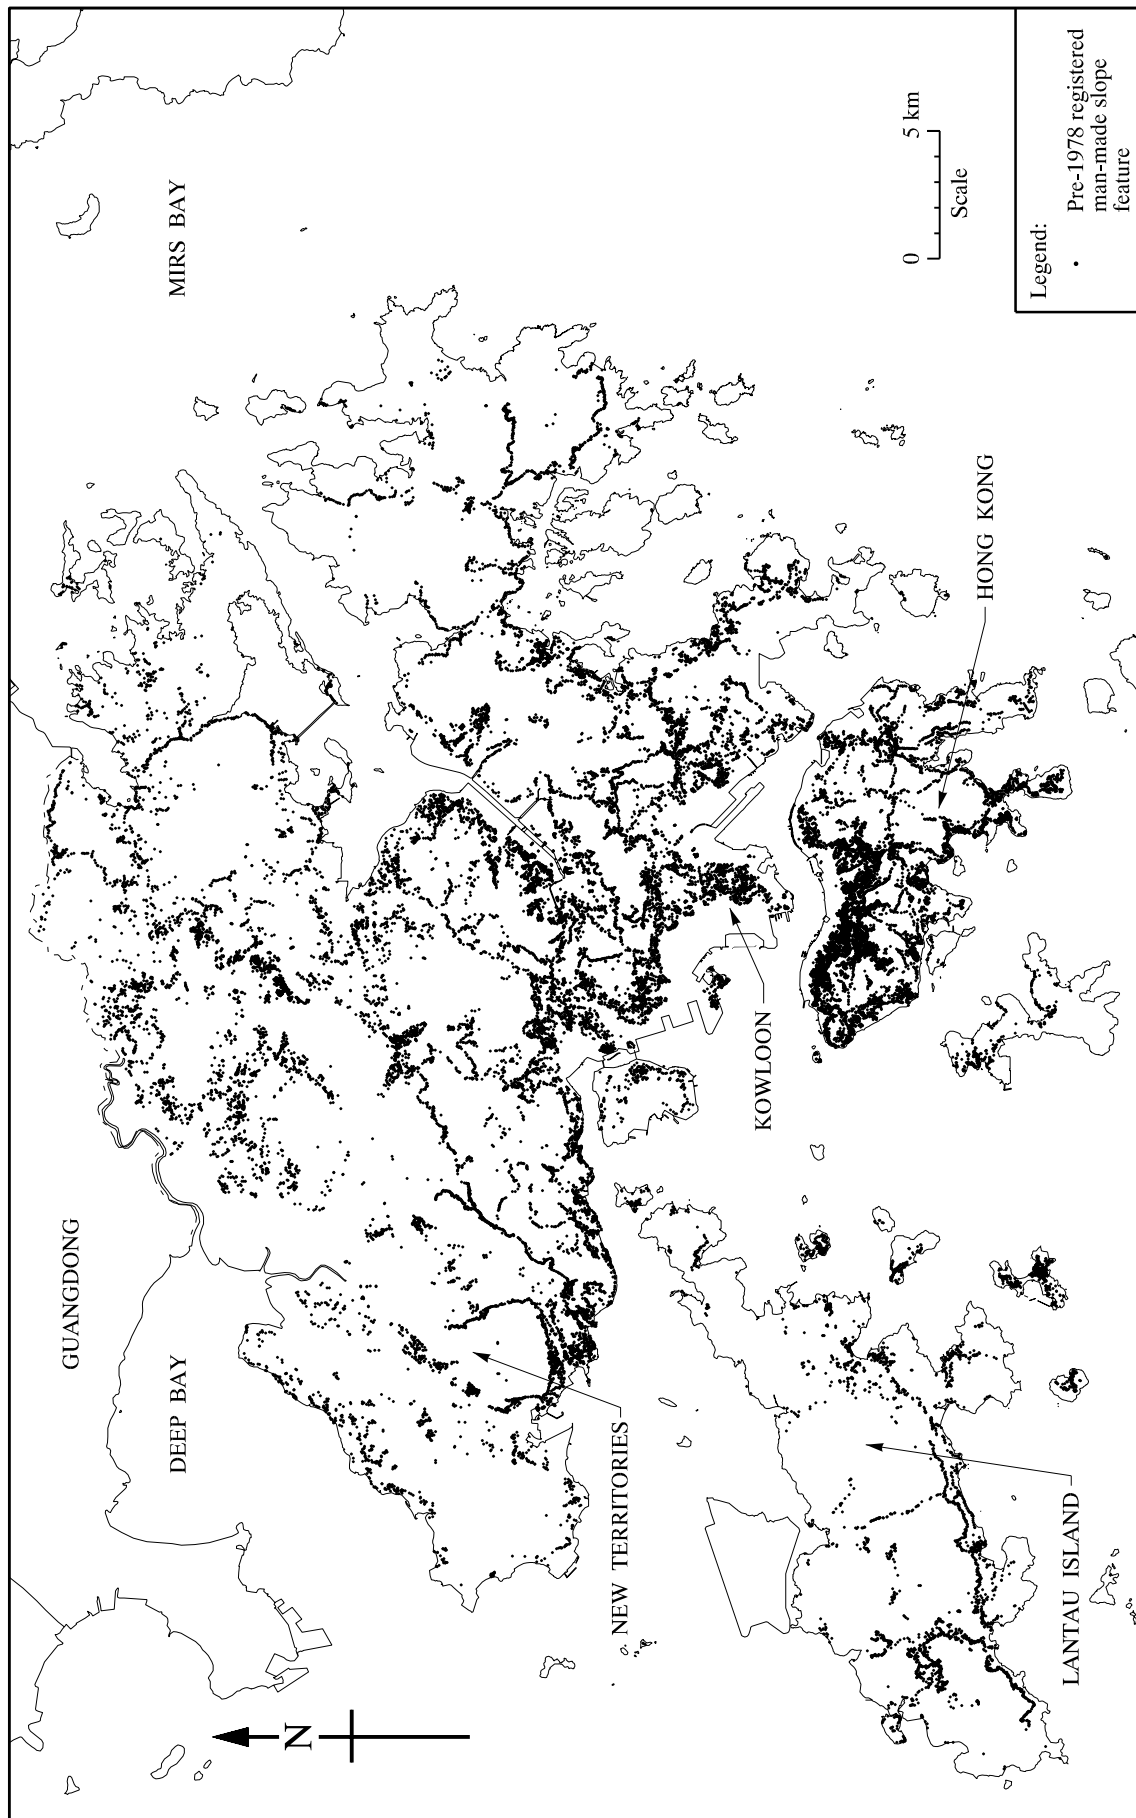 GUANGDONG
DEEP BAY
MIRS BAY
N
NEW TERRITORIES
KOWLOON
HONG KONG
LANTAU ISLAND
0 5 km
Scale
Legend:
Pre-1978 registered
man-made slope
feature